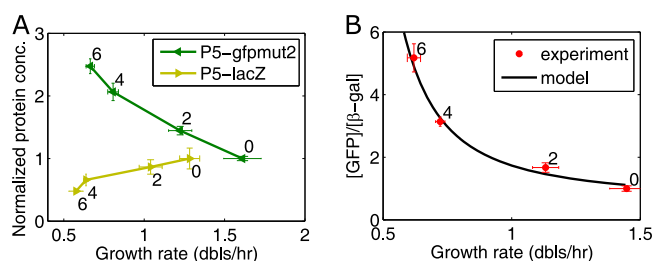 A
Normalized protein conc.
3
2
1
0
6
4
2
0
6
4
2
0
P5-gfpmut2
P5-lacZ
0.5
1
1.5
2
Growth rate (dbls/hr)
B
[GFP]/[β-gal]
6
4
2
0
6
4
2
0
experiment
model
0.5
1
1.5
Growth rate (dbls/hr)